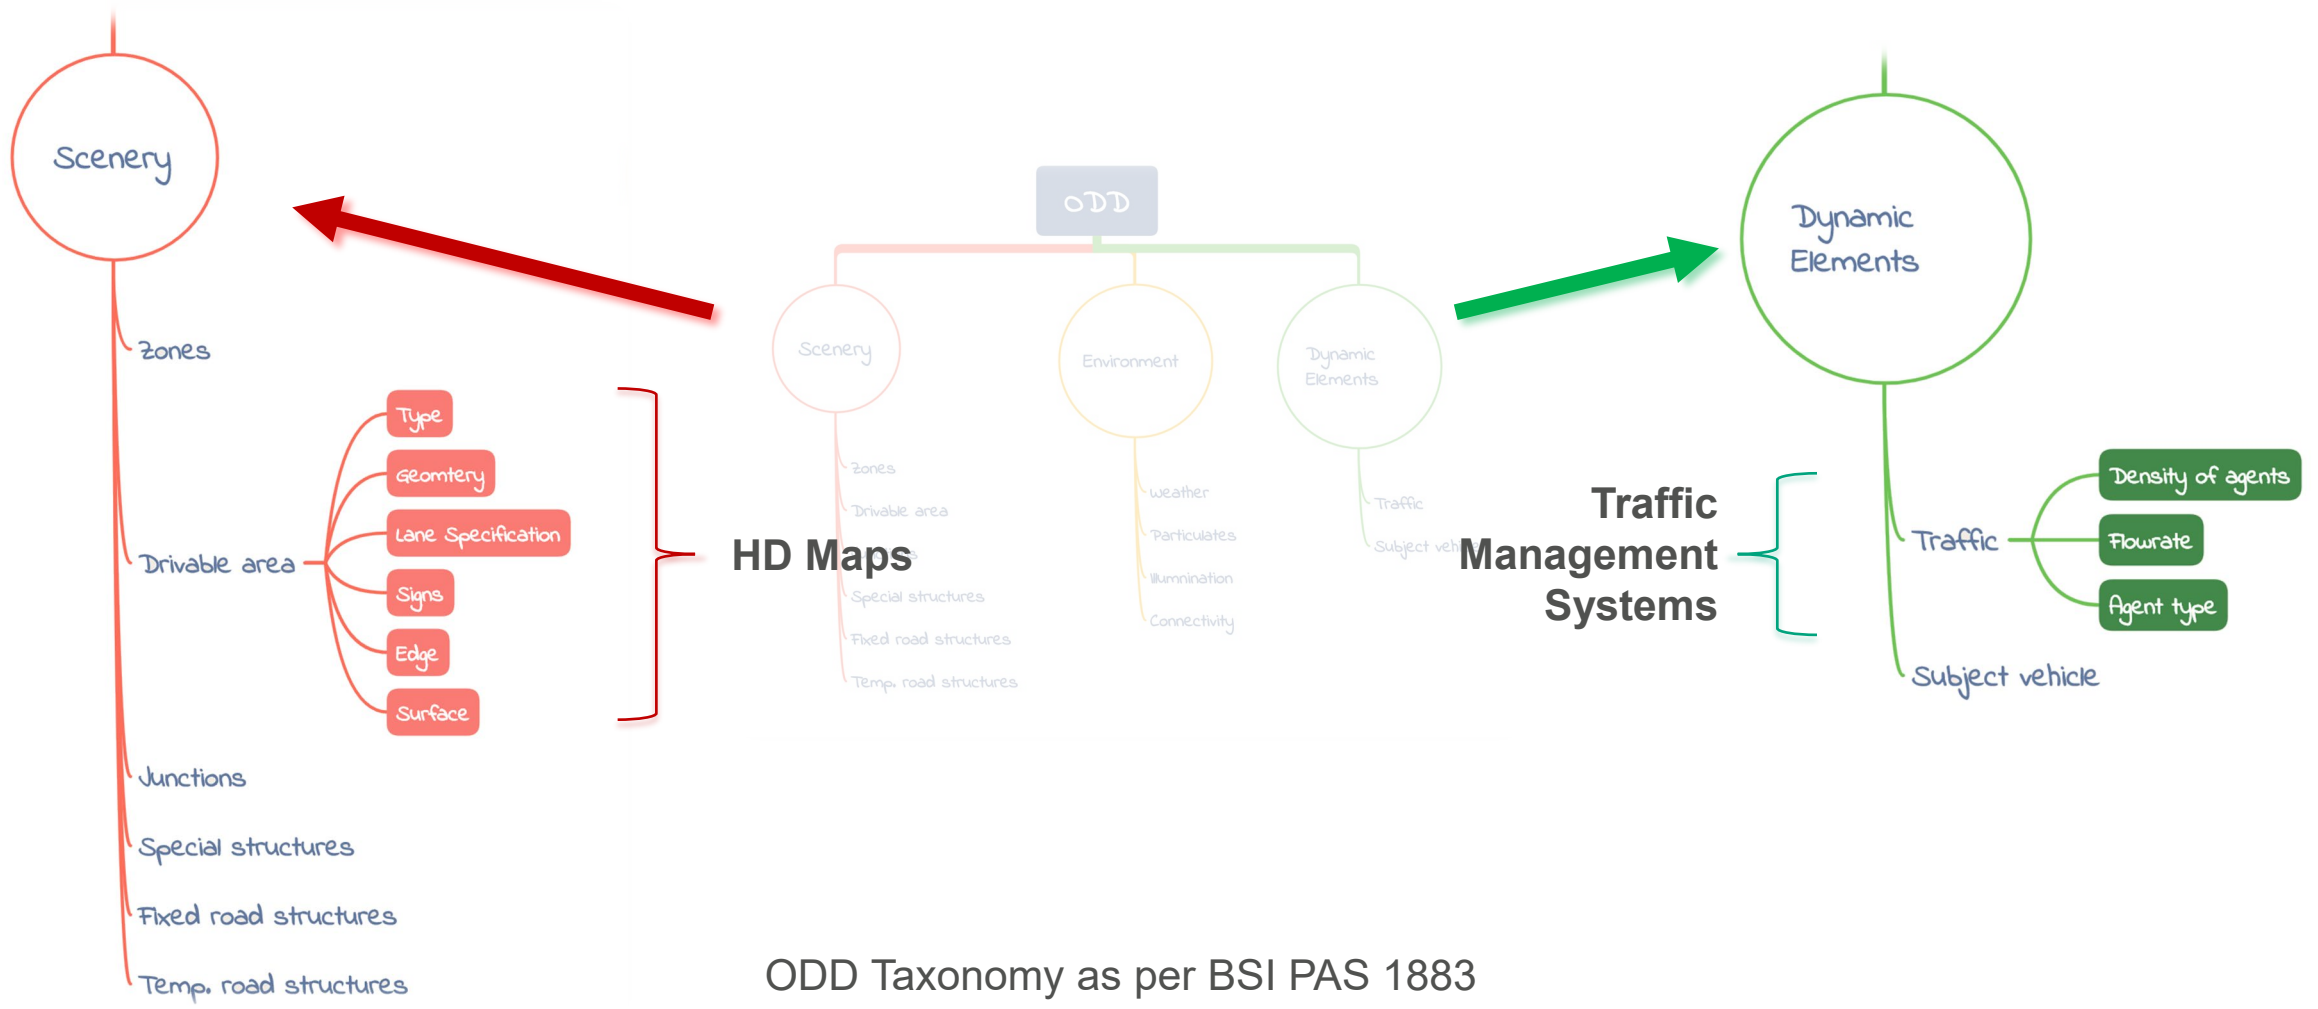 Scenery
Zones
Drivable area
Type
Geomtery
Lane Specification
Signs
Edge
Surface
Junctions
Special structures
Fixed road structures
Temp. road structures
HD Maps
ODD
Scenery
Zones
Drivable area
Special structures
Fixed road structures
Temp. road structures
Environment
Weather
Particulates
Illumnination
Connectivity
Dynamic
Elements
Traffic
Subject vehicle
Traffic
Management
Systems
Dynamic
Elements
Traffic
Density of agents
Flowrate
Agent type
Subject vehicle
ODD Taxonomy as per BSI PAS 1883